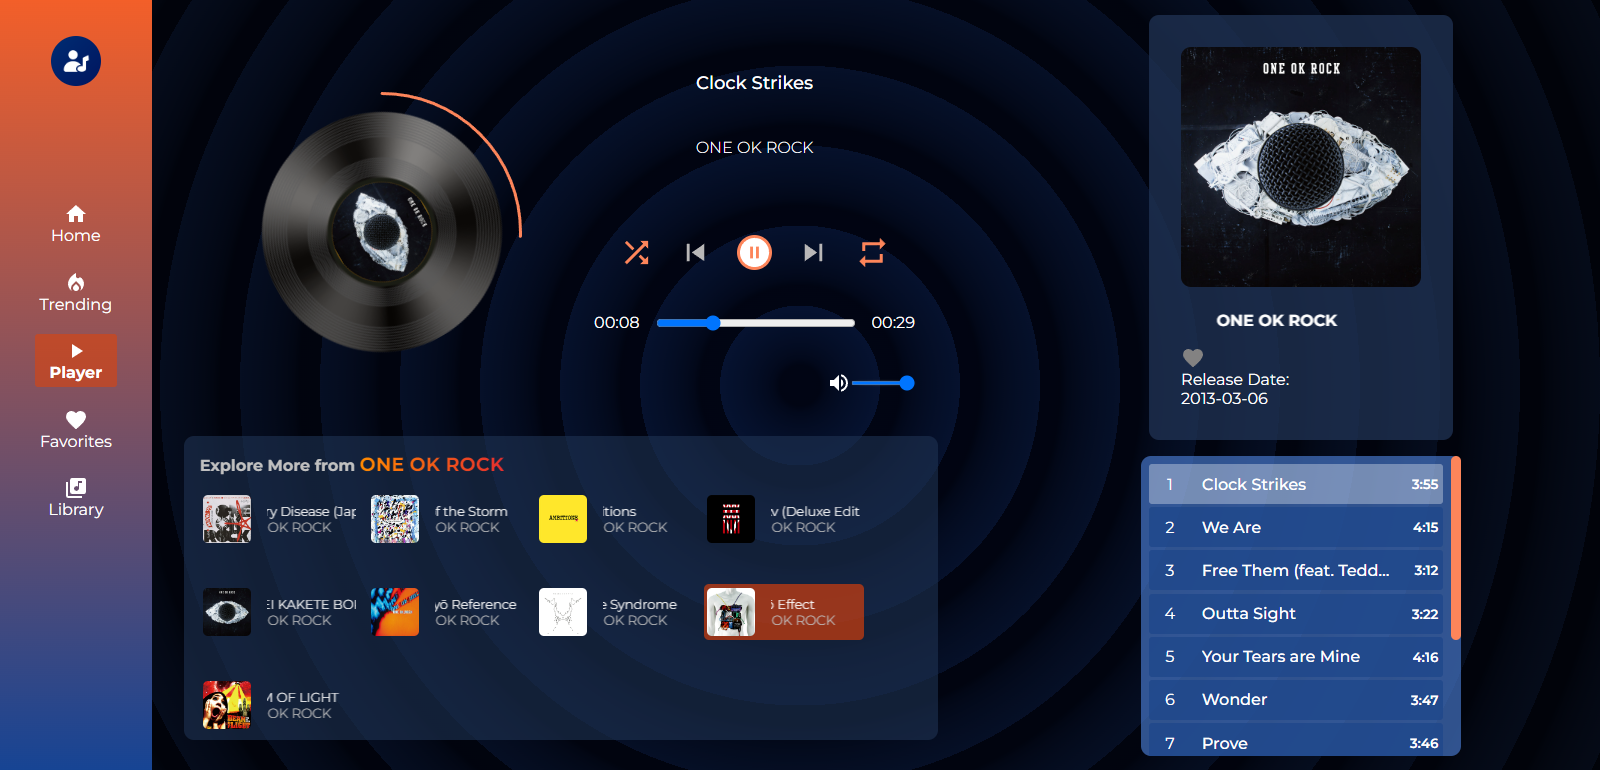 Home
Trending
Player
Favorites
Library
Clock Strikes
ONE OK ROCK
00:08
00:29
Explore More from ONE OK ROCK
ry Disease (Jap
OK ROCK
f the Storm
OK ROCK
AMBITIONS
itions
OK ROCK
v (Deluxe Edit
OK ROCK
EI KAKETE BOI
OK ROCK
yō Reference
OK ROCK
e Syndrome
OK ROCK
ō Effect
OK ROCK
M OF LIGHT
OK ROCK
ONE OK ROCK
ONE OK ROCK
Release Date:
2013-03-06
1 Clock Strikes 3:55
2 We Are 4:15
3 Free Them (feat. Tedd... 3:12
4 Outta Sight 3:22
5 Your Tears are Mine 4:16
6 Wonder 3:47
7 Prove 3:46